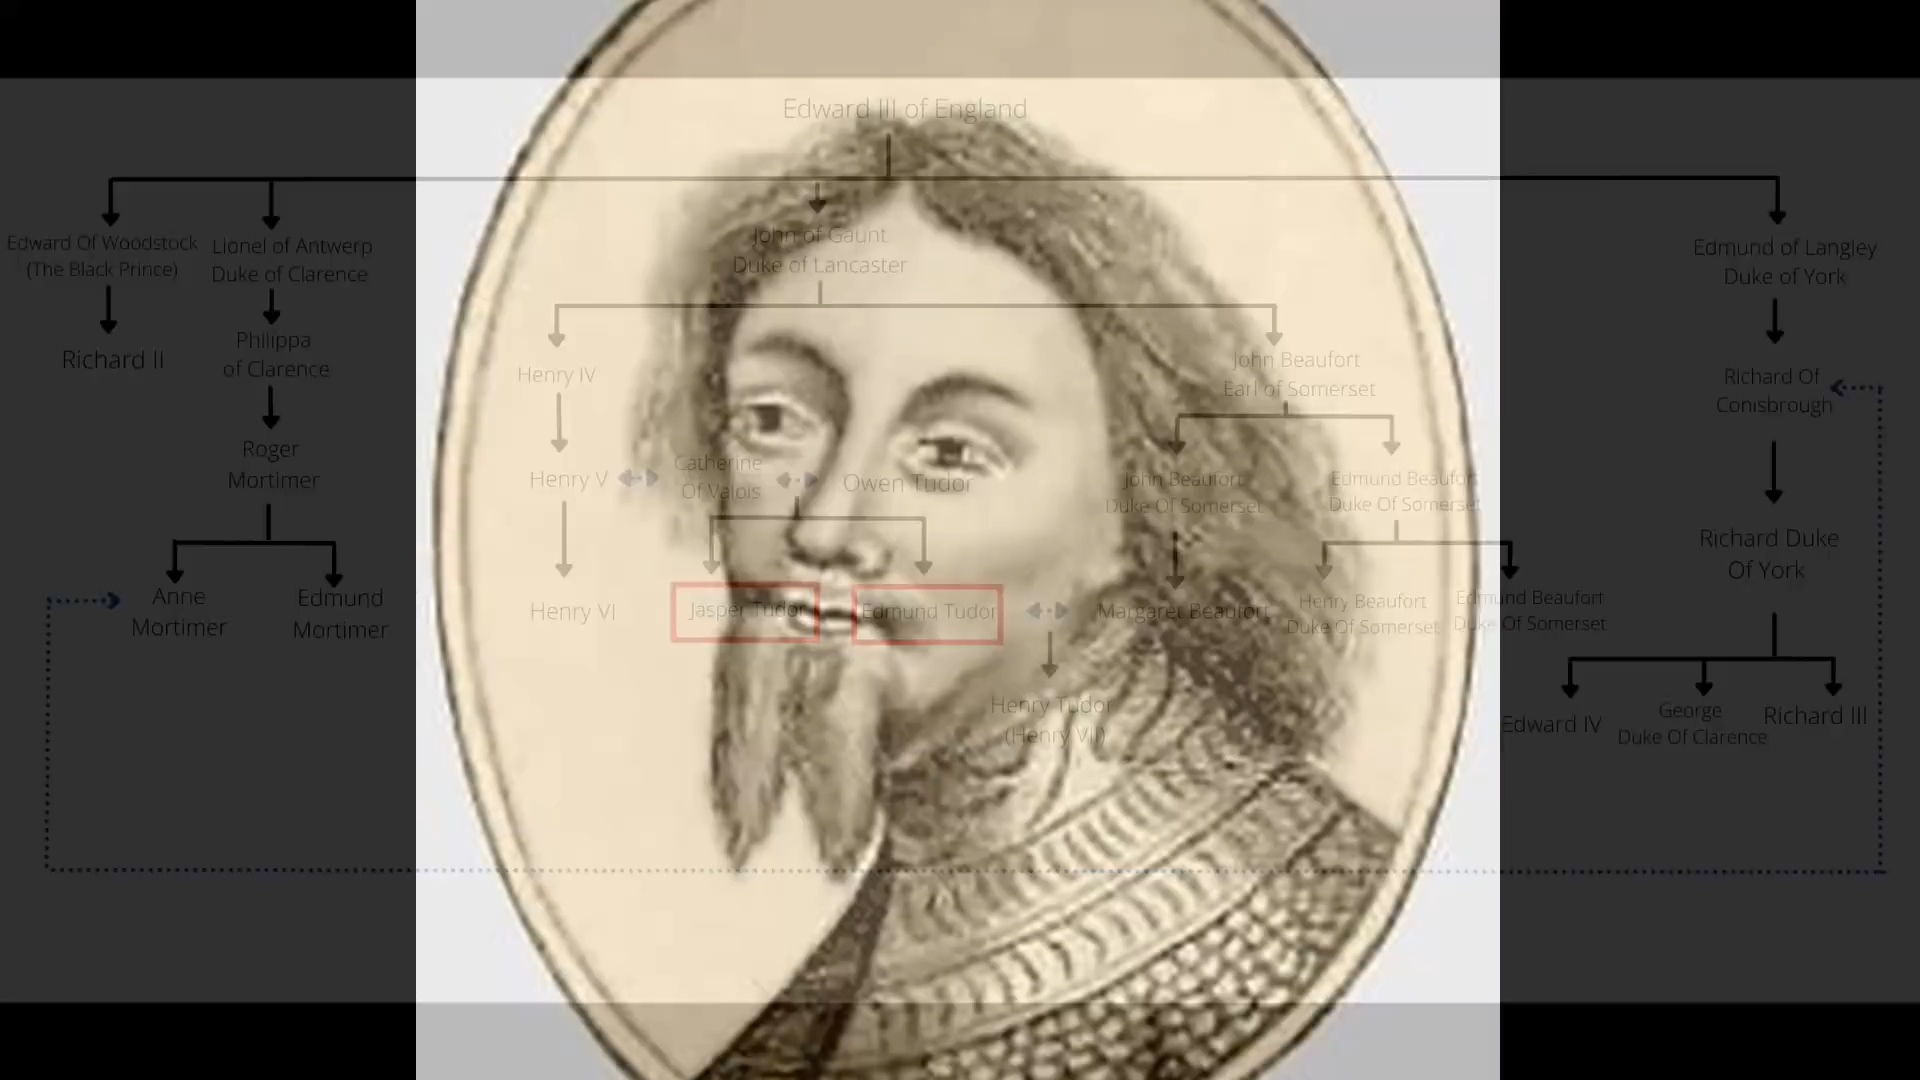 Edward III of England
Edward Of Woodstock
(The Black Prince)
Lionel of Antwerp
Duke of Clarence
John of Gaunt
Duke of Lancaster
Edmund of Langley
Duke of York
Richard II
Philippa
of Clarence
Henry IV
John Beaufort
Earl of Somerset
Richard Of
Conisbrough
Roger
Mortimer
Henry V
Catherine
Of Valois
Owen Tudor
John Beaufort
Duke Of Somerset
Edmund Beaufort
Duke Of Somerset
Richard Duke
Of York
Anne
Mortimer
Edmund
Mortimer
Henry VI
Jasper Tudor
Edmund Tudor
Margaret Beaufort
Henry Beaufort
Duke Of Somerset
Edmund Beaufort
Duke Of Somerset
Henry Tudor
(Henry VII)
Edward IV
George
Duke Of Clarence
Richard III